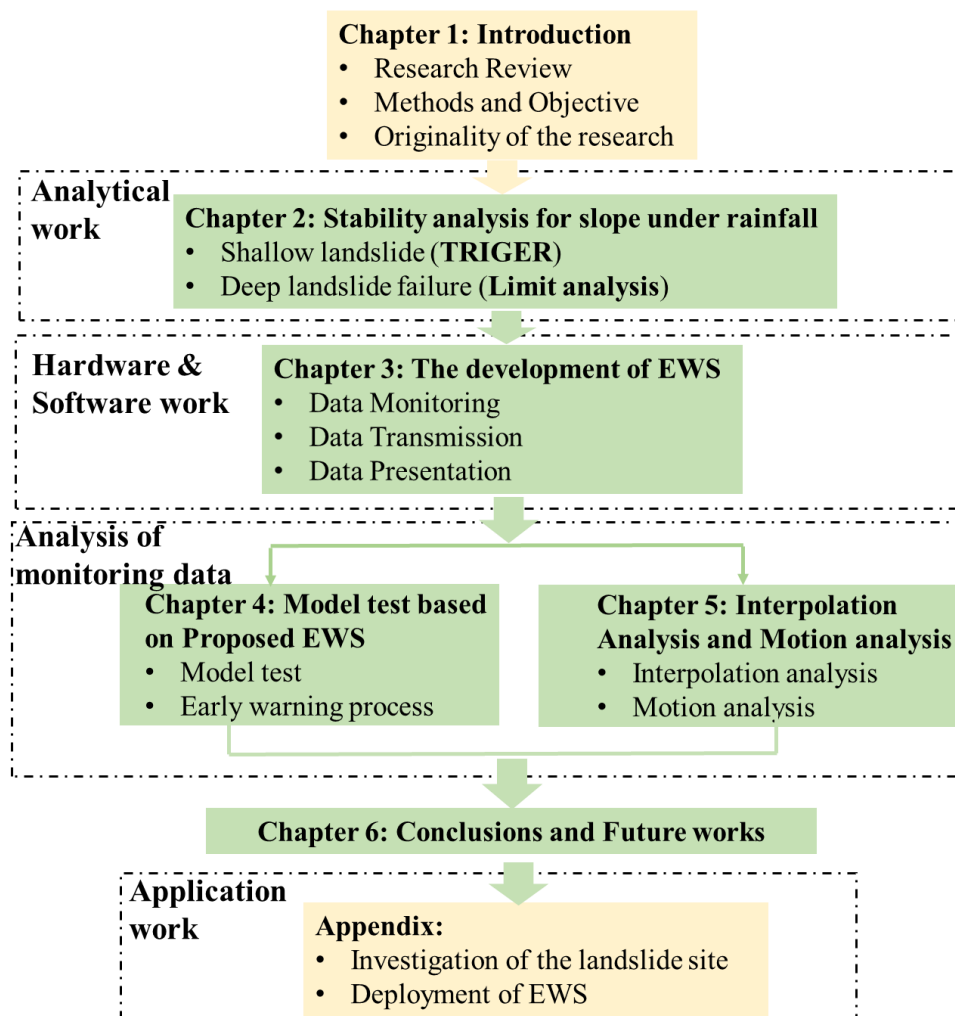 Chapter 1: Introduction
• Research Review
• Methods and Objective
• Originality of the research
Analytical
work
Chapter 2: Stability analysis for slope under rainfall
• Shallow landslide (TRIGER)
• Deep landslide failure (Limit analysis)
Hardware &
Software work
Chapter 3: The development of EWS
• Data Monitoring
• Data Transmission
• Data Presentation
Analysis of
monitoring data
Chapter 4: Model test based
on Proposed EWS
• Model test
• Early warning process
Chapter 5: Interpolation
Analysis and Motion analysis
• Interpolation analysis
• Motion analysis
Chapter 6: Conclusions and Future works
Application
work
Appendix:
• Investigation of the landslide site
• Deployment of EWS